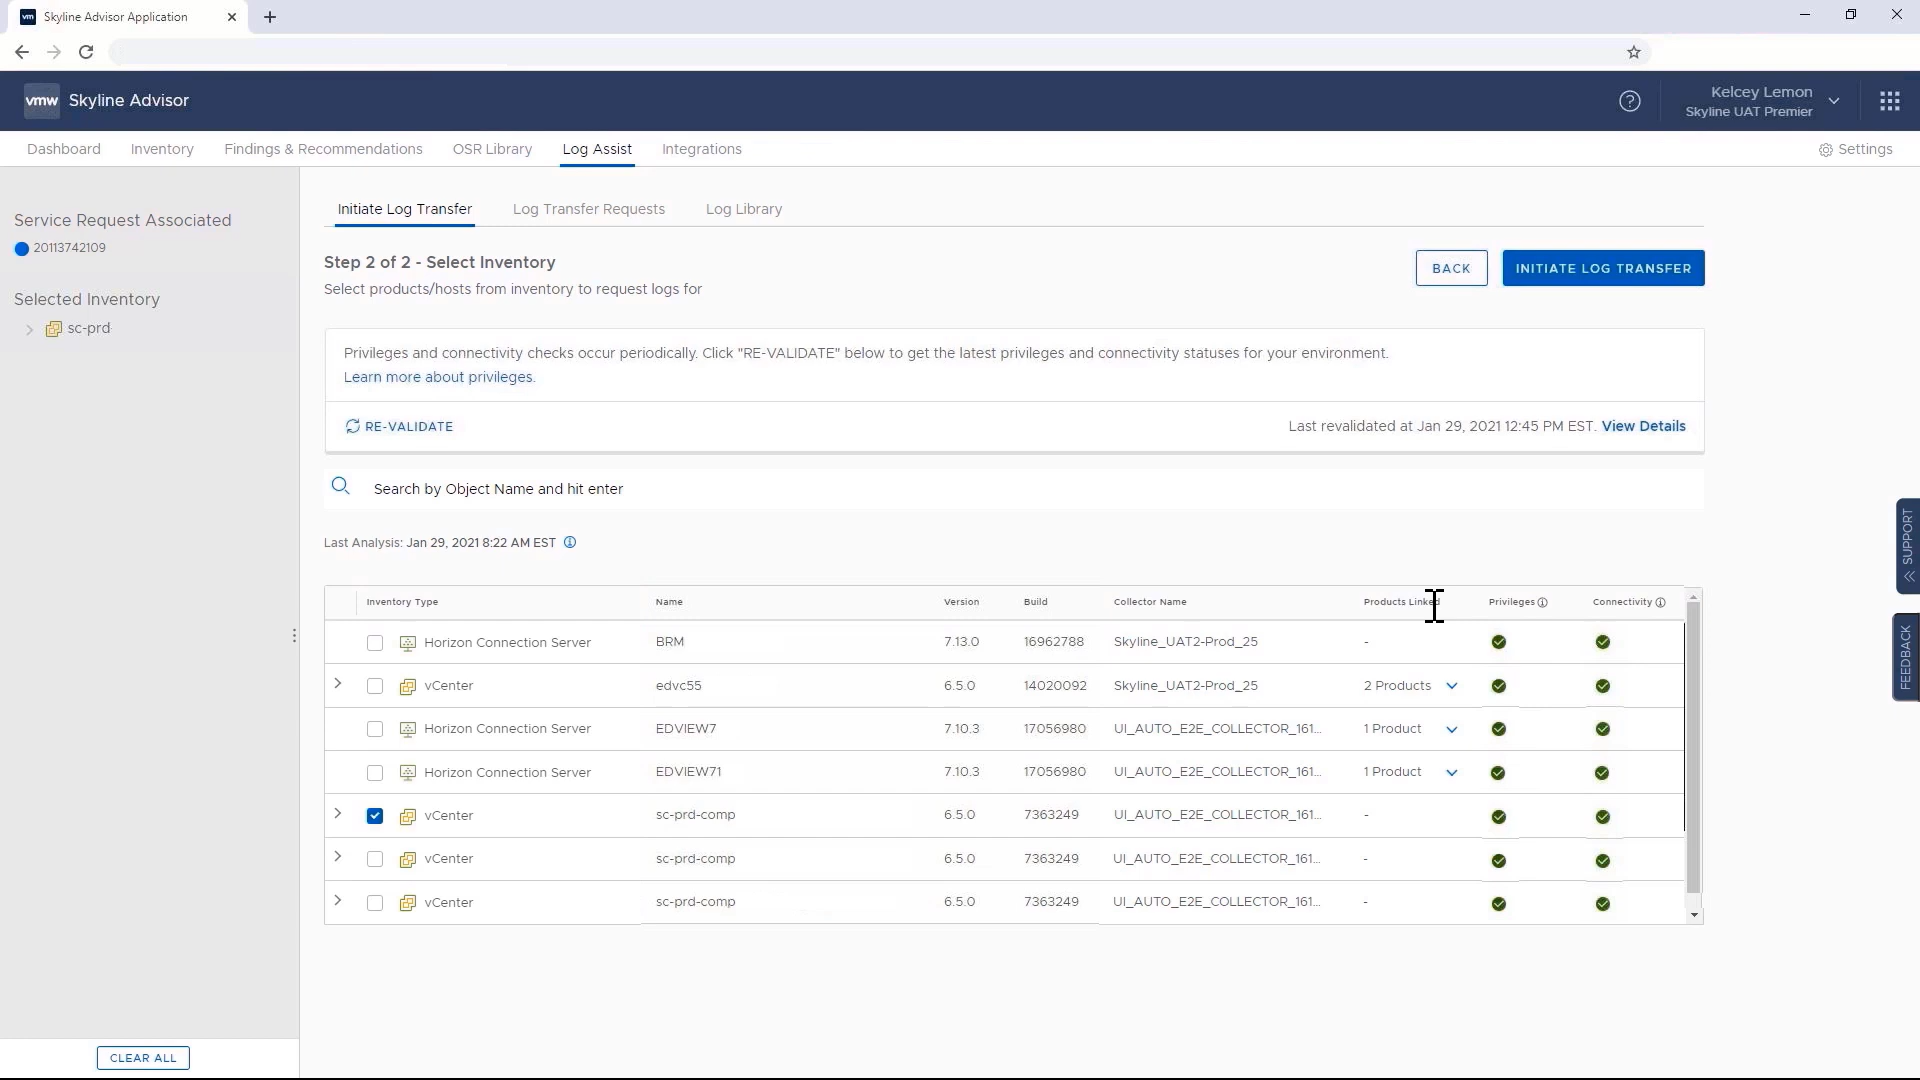 vm Skyline Advisor Application
vmw Skyline Advisor
Kelcey Lemon
Skyline UAT Premier
Dashboard Inventory Findings & Recommendations OSR Library Log Assist Integrations Settings
Service Request Associated
20113742109
Selected Inventory
sc-prd
CLEAR ALL
Initiate Log Transfer Log Transfer Requests Log Library
Step 2 of 2 - Select Inventory
Select products/hosts from inventory to request logs for
BACK INITIATE LOG TRANSFER
Privileges and connectivity checks occur periodically. Click "RE-VALIDATE" below to get the latest privileges and connectivity statuses for your environment.
Learn more about privileges.
RE-VALIDATE Last revalidated at Jan 29, 2021 12:45 PM EST. View Details
Search by Object Name and hit enter
Last Analysis: Jan 29, 2021 8:22 AM EST
Inventory Type Name Version Build Collector Name Products Linked Privileges Connectivity
Horizon Connection Server BRM 7.13.0 16962788 Skyline_UAT2-Prod_25 -
vCenter edvc55 6.5.0 14020092 Skyline_UAT2-Prod_25 2 Products
Horizon Connection Server EDVIEW7 7.10.3 17056980 UI_AUTO_E2E_COLLECTOR_161... 1 Product
Horizon Connection Server EDVIEW71 7.10.3 17056980 UI_AUTO_E2E_COLLECTOR_161... 1 Product
vCenter sc-prd-comp 6.5.0 7363249 UI_AUTO_E2E_COLLECTOR_161... -
vCenter sc-prd-comp 6.5.0 7363249 UI_AUTO_E2E_COLLECTOR_161... -
vCenter sc-prd-comp 6.5.0 7363249 UI_AUTO_E2E_COLLECTOR_161... -
SUPPORT
FEEDBACK